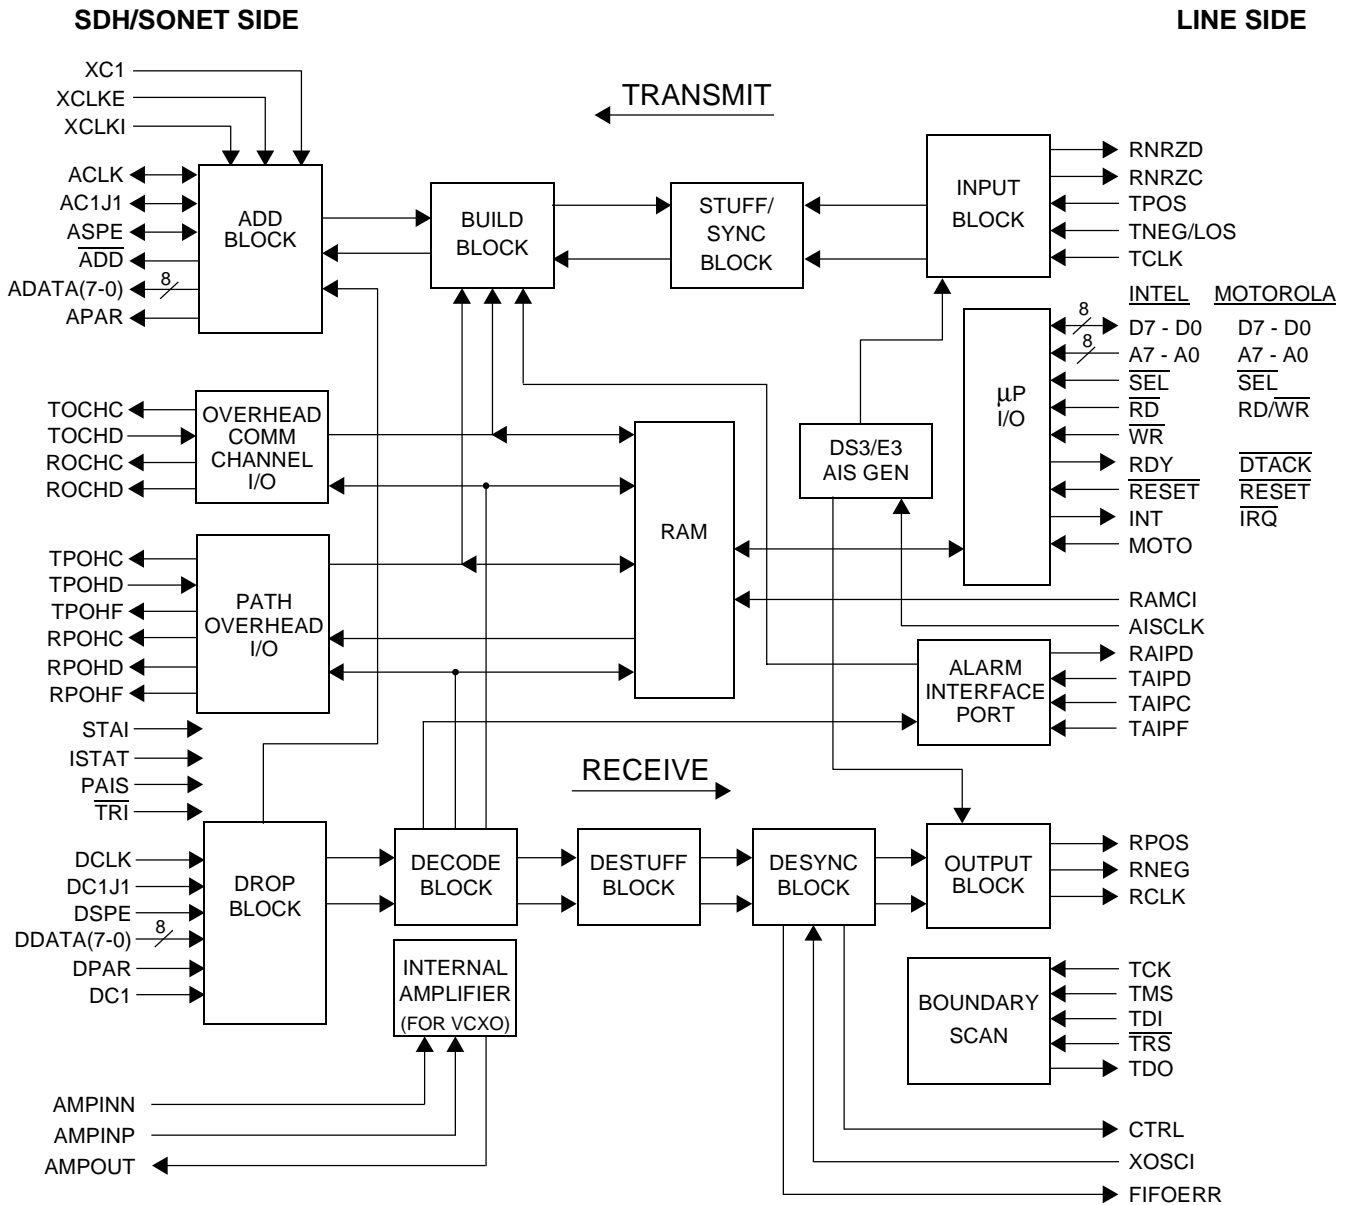 SDH/SONET SIDE
LINE SIDE
XC1
XCLKE
XCLKI
TRANSMIT
ACLK
AC1J1
ASPE
ADD
ADATA(7-0)
8
APAR
ADD
BLOCK
BUILD
BLOCK
STUFF/
SYNC
BLOCK
INPUT
BLOCK
RNRZD
RNRZC
TPOS
TNEG/LOS
TCLK
INTEL MOTOROLA
8
D7 - D0 D7 - D0
8
A7 - A0 A7 - A0
SEL SEL
RD RD/WR
WR
RDY DTACK
RESET RESET
INT IRQ
MOTO
μP
I/O
TOCHC
TOCHD
ROCHC
ROCHD
OVERHEAD
COMM
CHANNEL
I/O
DS3/E3
AIS GEN
RAM
TPOHC
TPOHD
TPOHF
RPOHC
RPOHD
RPOHF
PATH
OVERHEAD
I/O
RAMCI
AISCLK
RAIPD
TAIPD
TAIPC
TAIPF
ALARM
INTERFACE
PORT
STAI
ISTAT
PAIS
TRI
RECEIVE
DCLK
DC1J1
DSPE
DDATA(7-0)
8
DPAR
DC1
DROP
BLOCK
DECODE
BLOCK
DESTUFF
BLOCK
DESYNC
BLOCK
OUTPUT
BLOCK
RPOS
RNEG
RCLK
INTERNAL
AMPLIFIER
(FOR VCXO)
BOUNDARY
SCAN
TCK
TMS
TDI
TRS
TDO
AMPINN
AMPINP
AMPOUT
CTRL
XOSCI
FIFOERR